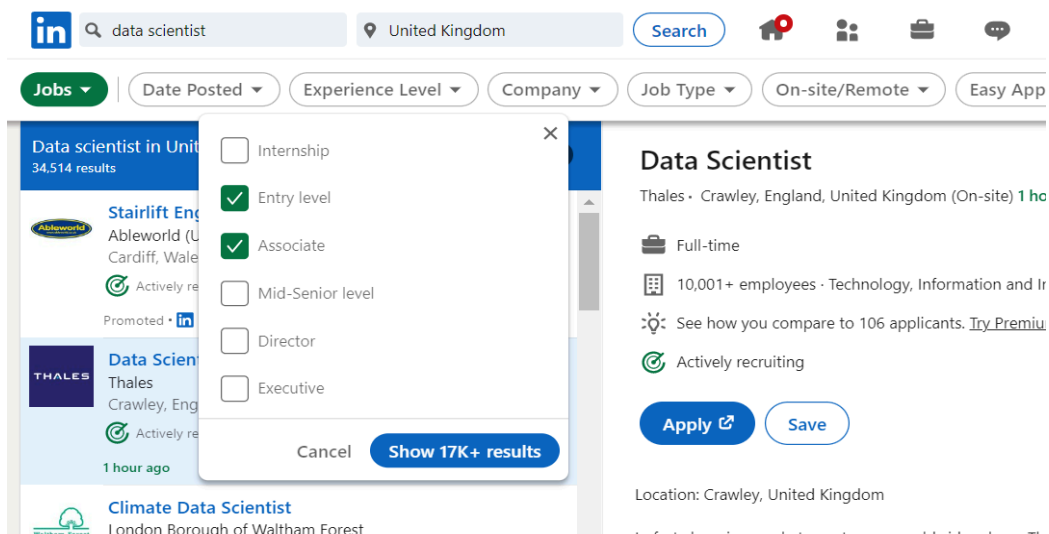 in
data scientist
United Kingdom
Search
Jobs
Date Posted
Experience Level
Company
Job Type
On-site/Remote
Easy App
Data scientist in Unit
34,514 results
Internship
Entry level
Associate
Mid-Senior level
Director
Executive
Cancel
Show 17K+ results
Ableworld
Stairlift Eng
Ableworld (U
Cardiff, Wale
Actively re
Promoted · in
THALES
Data Scien
Thales
Crawley, Eng
Actively re
1 hour ago
Climate Data Scientist
London Borough of Waltham Forest
Data Scientist
Thales · Crawley, England, United Kingdom (On-site) 1 ho
Full-time
10,001+ employees · Technology, Information and I
See how you compare to 106 applicants. Try Premiu
Actively recruiting
Apply
Save
Location: Crawley, United Kingdom